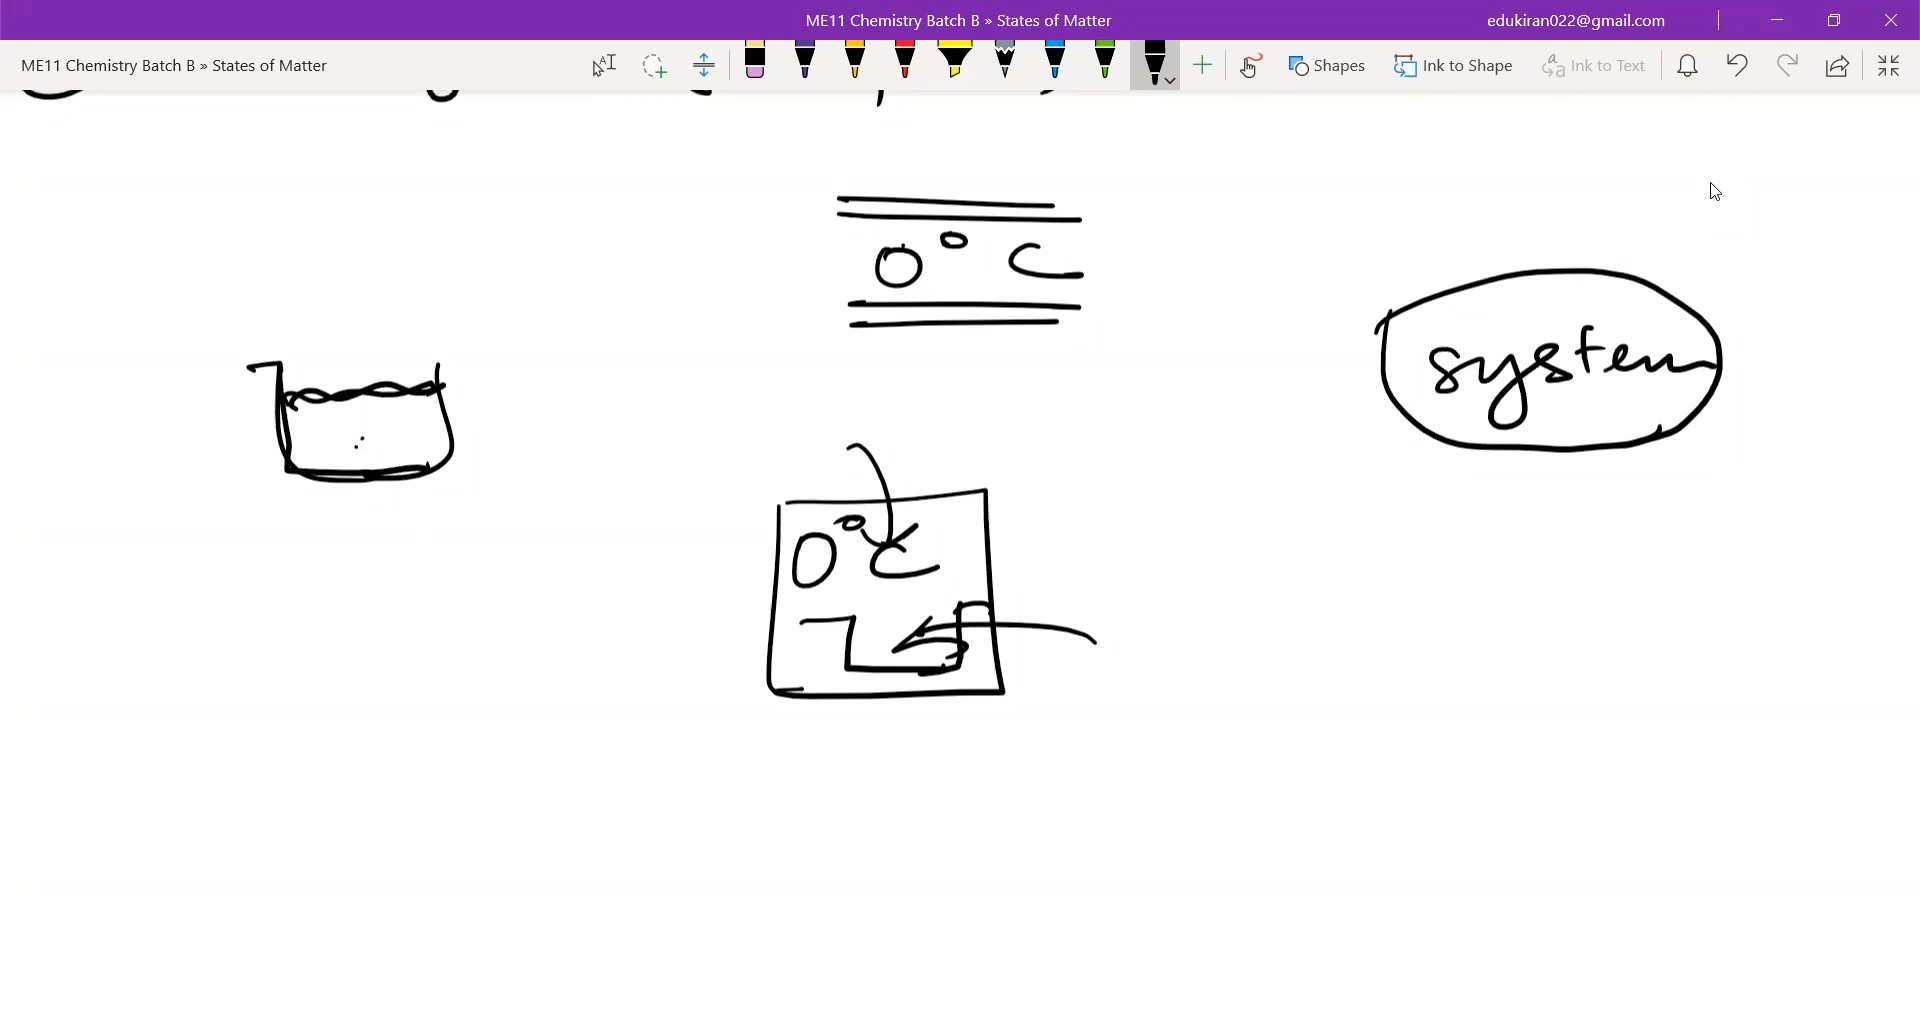 ME11 Chemistry Batch B » States of Matter
edukiran022@gmail.com
ME11 Chemistry Batch B » States of Matter
Shapes
Ink to Shape
Ink to Text
0° C
system
0°C